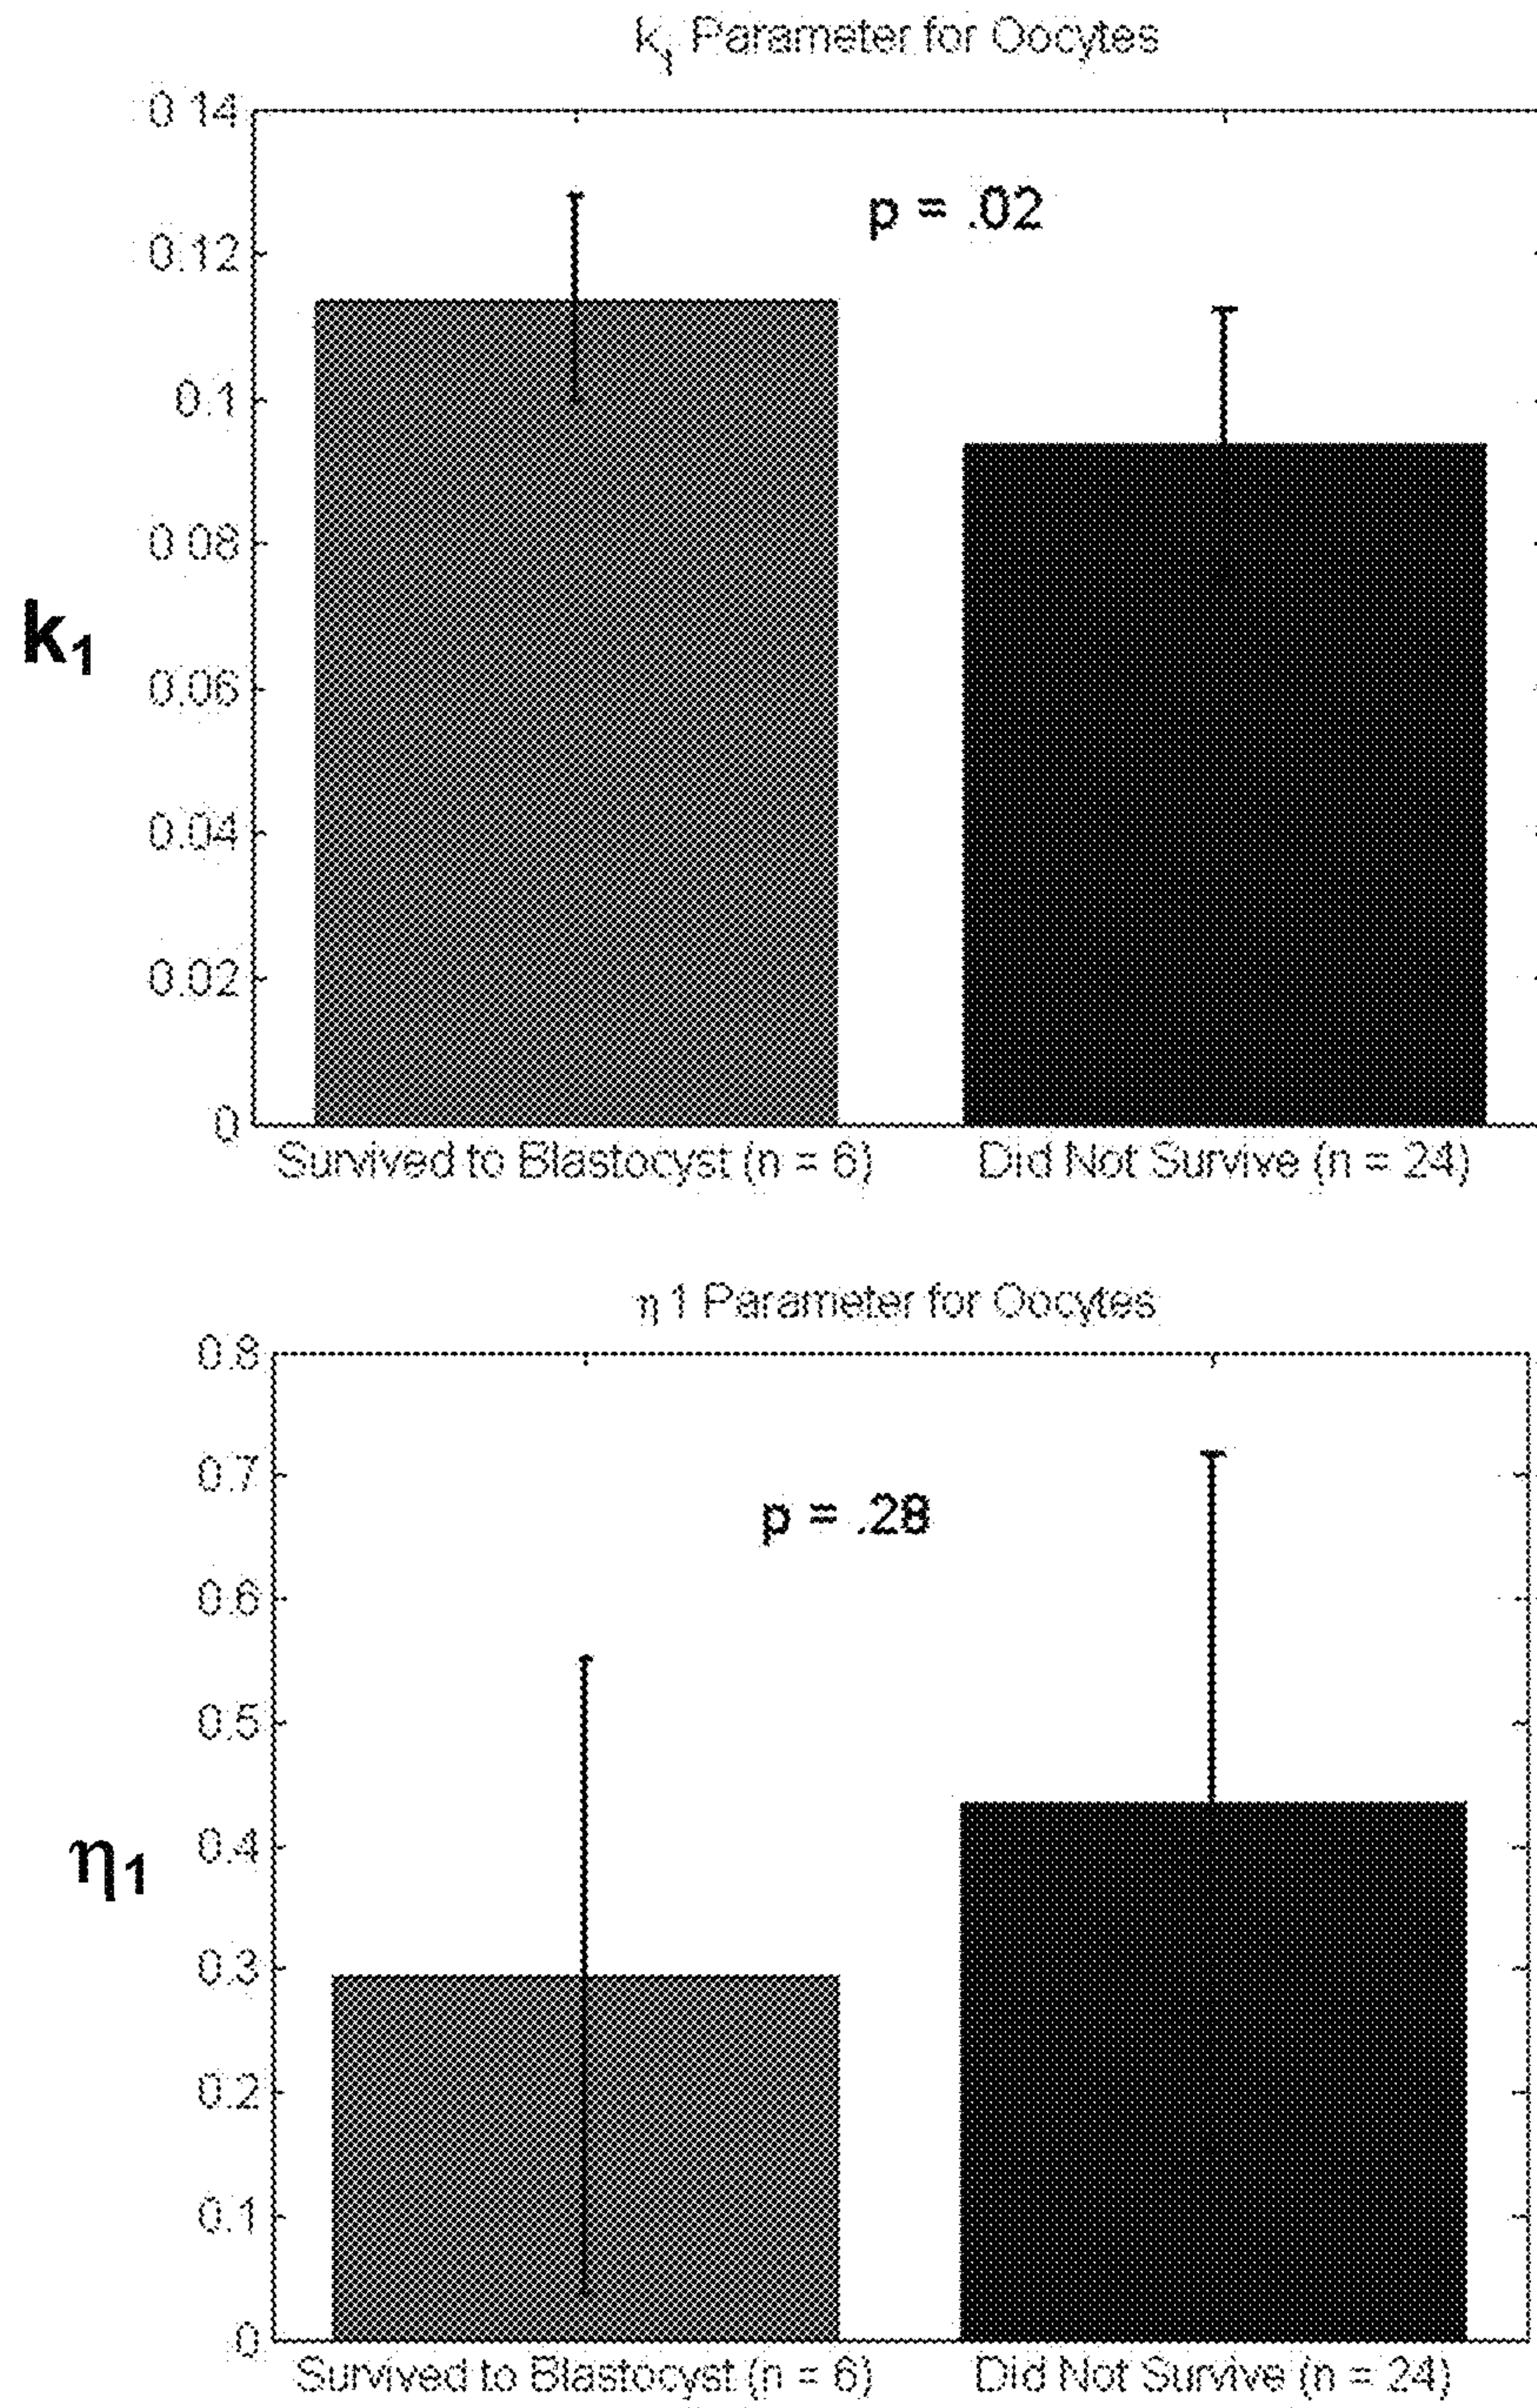 k₁ Parameter for Oocytes
0.14
p = .02
0.12
0.1
0.08
k₁
0.06
0.04
0.02
0
Survived to Blastocyst (n = 6) Did Not Survive (n = 24)
η 1 Parameter for Oocytes
0.8
0.7
p = .28
0.6
0.5
η₁
0.4
0.3
0.2
0.1
0
Survived to Blastocyst (n = 6) Did Not Survive (n = 24)